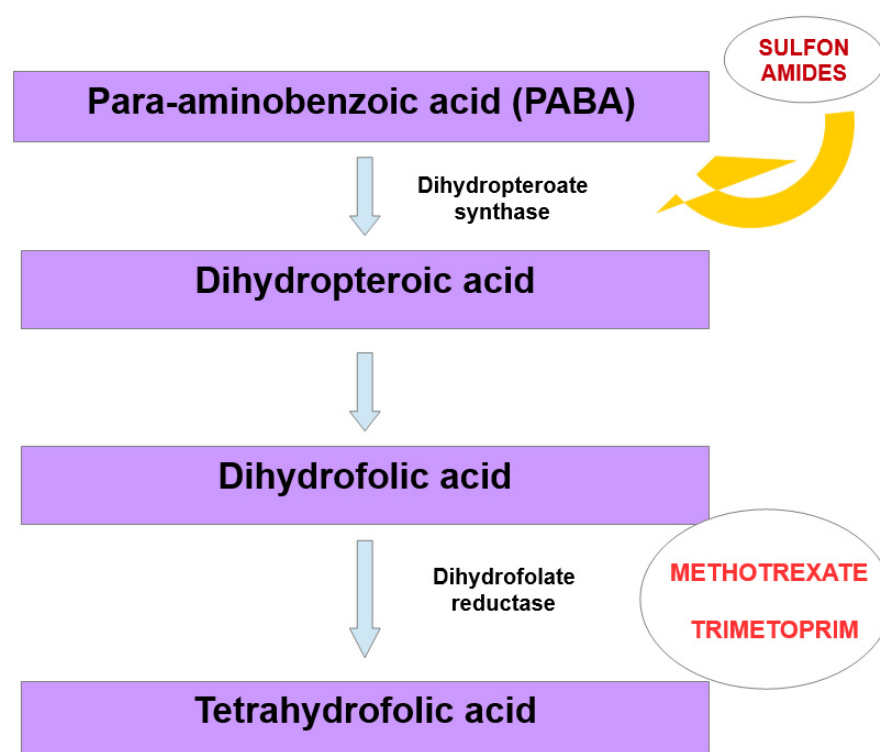 SULFON
AMIDES
Para-aminobenzoic acid (PABA)
Dihydropteroate
synthase
Dihydropteroic acid
Dihydrofolic acid
Dihydrofolate
reductase
METHOTREXATE
TRIMETOPRIM
Tetrahydrofolic acid